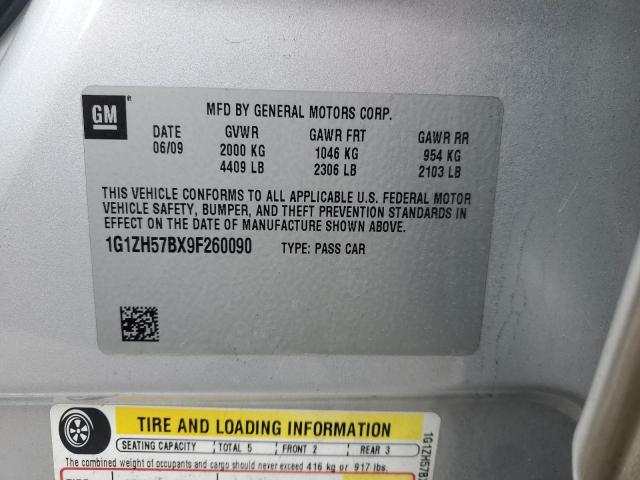 GM
MFD BY GENERAL MOTORS CORP.
DATE GVWR GAWR FRT GAWR RR
06/09 2000 KG 1046 KG 954 KG
4409 LB 2306 LB 2103 LB
THIS VEHICLE CONFORMS TO ALL APPLICABLE U.S. FEDERAL MOTOR
VEHICLE SAFETY, BUMPER, AND THEFT PREVENTION STANDARDS IN
EFFECT ON THE DATE OF MANUFACTURE SHOWN ABOVE.
1G1ZH57BX9F260090 TYPE: PASS CAR
TIRE AND LOADING INFORMATION
SEATING CAPACITY TOTAL 5 FRONT 2 REAR 3
The combined weight of occupants and cargo should never exceed 416 kg or 917 lbs.
1G1ZH57B